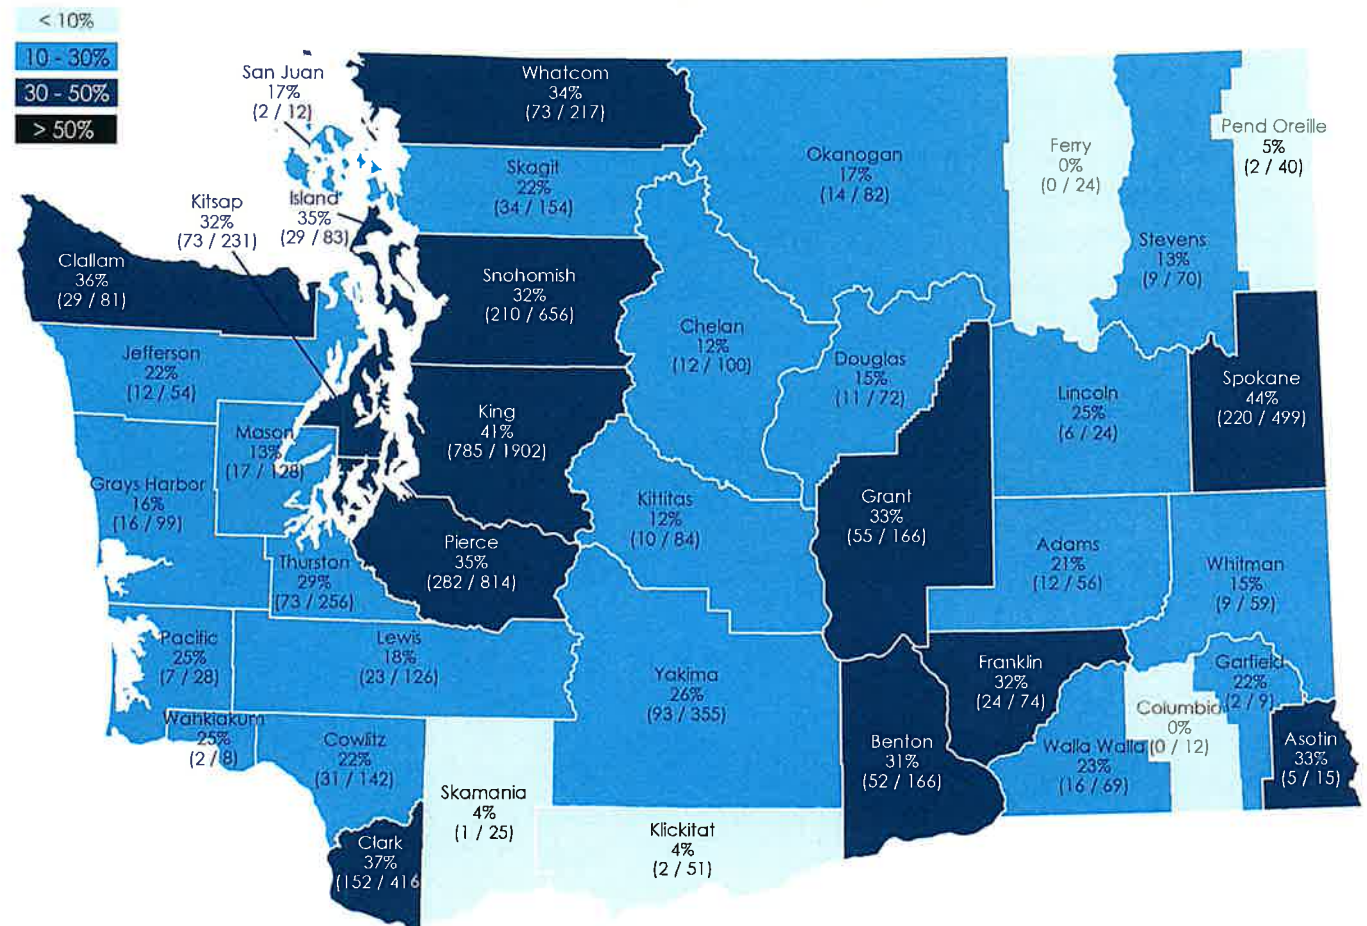 < 10%
10 - 30%
30 - 50%
> 50%
San Juan
17%
(2 / 12)
Whatcom
34%
(73 / 217)
Skagit
22%
(34 / 154)
Okanogan
17%
(14 / 82)
Ferry
0%
(0 / 24)
Pend Oreille
5%
(2 / 40)
Stevens
13%
(9 / 70)
Kitsap
32%
(73 / 231)
Island
35%
(29 / 83)
Clallam
36%
(29 / 81)
Snohomish
32%
(210 / 656)
Chelan
12%
(12 / 100)
Douglas
15%
(11 / 72)
Jefferson
22%
(12 / 54)
King
41%
(785 / 1902)
Lincoln
25%
(6 / 24)
Spokane
44%
(220 / 499)
Mason
13%
(17 / 128)
Grays Harbor
16%
(16 / 99)
Kittitas
12%
(10 / 84)
Grant
33%
(55 / 166)
Pierce
35%
(282 / 814)
Adams
21%
(12 / 56)
Whitman
15%
(9 / 59)
Thurston
29%
(73 / 256)
Pacific
25%
(7 / 28)
Lewis
18%
(23 / 126)
Yakima
26%
(93 / 355)
Franklin
32%
(24 / 74)
Garfield
22%
(2 / 9)
Columbia
0%
(0 / 12)
Wahkiakum
25%
(2 / 8)
Cowlitz
22%
(31 / 142)
Benton
31%
(52 / 166)
Walla Walla
23%
(16 / 69)
Asotin
33%
(5 / 15)
Skamania
4%
(1 / 25)
Klickitat
4%
(2 / 51)
Clark
37%
(152 / 416